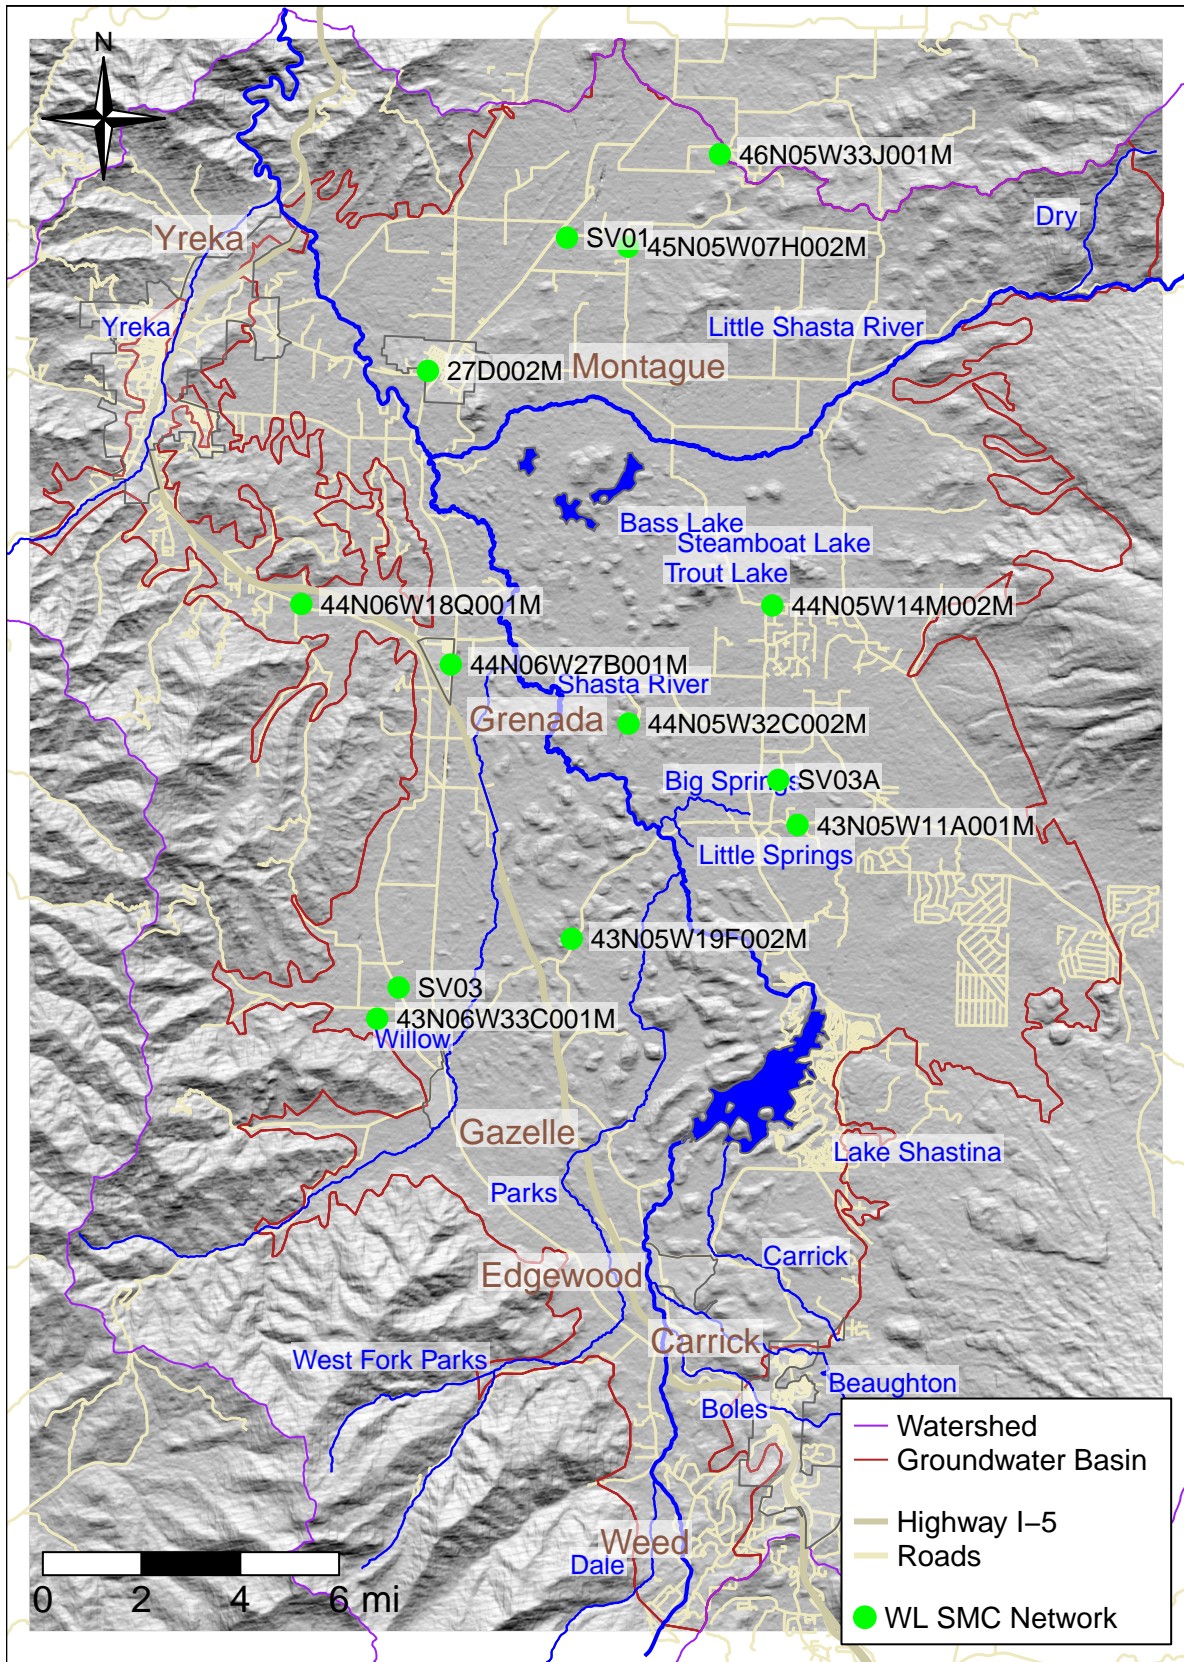 N
46N05W33J001M
Dry
Yreka
SV01
45N05W07H002M
Yreka
Little Shasta River
27D002M
Montague
Bass Lake
Steamboat Lake
Trout Lake
44N06W18Q001M
44N05W14M002M
44N06W27B001M
Shasta River
Grenada
44N05W32C002M
Big Springs
SV03A
43N05W11A001M
Little Springs
43N05W19F002M
SV03
43N06W33C001M
Willow
Gazelle
Lake Shastina
Parks
Carrick
Edgewood
Carrick
West Fork Parks
Beaughton
Boles
Weed
Dale
0 2 4 6 mi
Watershed
Groundwater Basin
Highway I−5
Roads
WL SMC Network